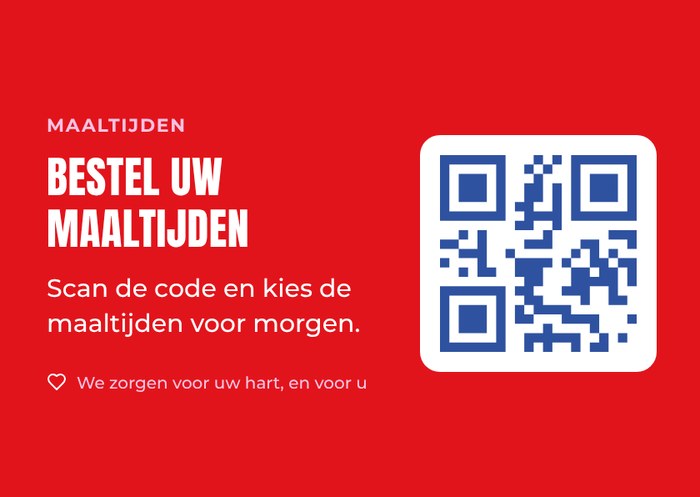 MAALTIJDEN
BESTEL UW
MAALTIJDEN
Scan de code en kies de
maaltijden voor morgen.
We zorgen voor uw hart, en voor u